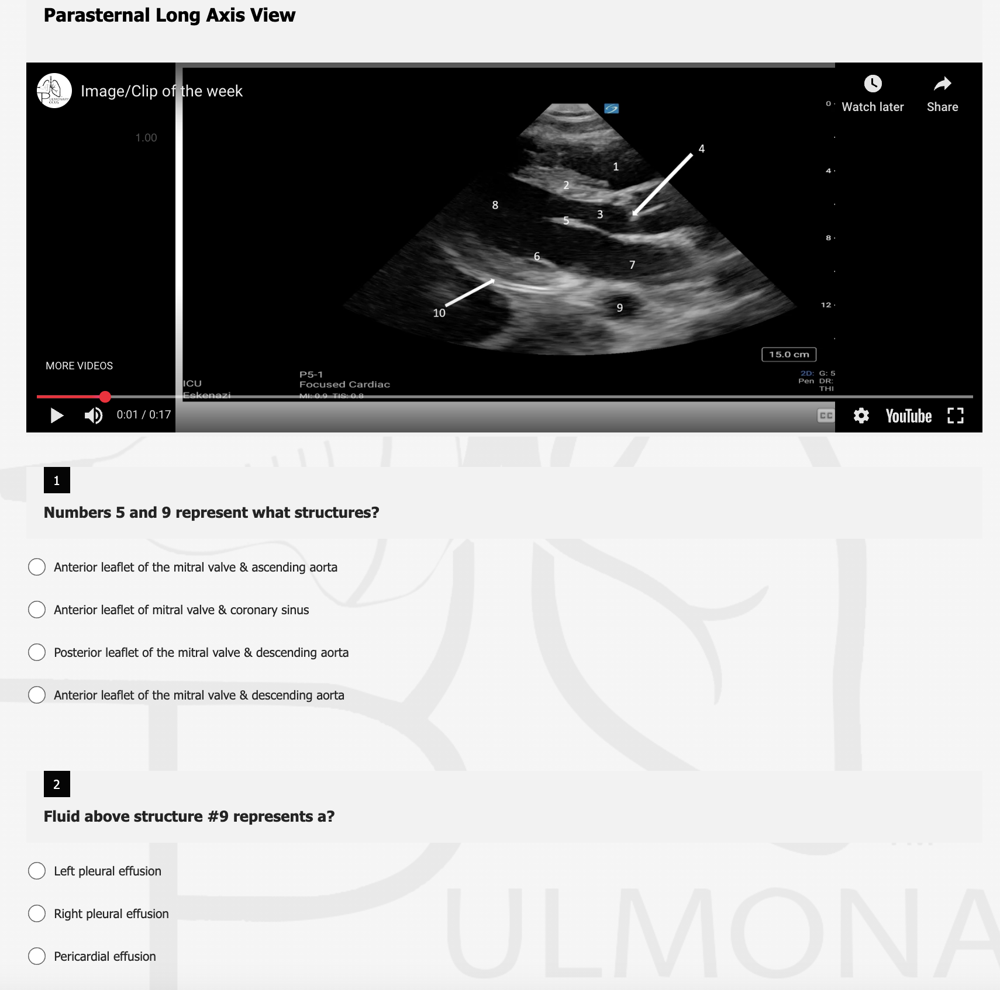 Parasternal Long Axis View
Image/Clip of the week
Watch later
Share
1.00
0
4
8
12
1
2
3
4
5
6
7
8
9
10
15.0 cm
MORE VIDEOS
P5-1
Focused Cardiac
MI: 0.9 TIS: 0.8
ICU
Eskenazi
2D: G: 5
Pen DR:
THI
0:01 / 0:17
CC
YouTube
1
Numbers 5 and 9 represent what structures?
Anterior leaflet of the mitral valve & ascending aorta
Anterior leaflet of mitral valve & coronary sinus
Posterior leaflet of the mitral valve & descending aorta
Anterior leaflet of the mitral valve & descending aorta
2
Fluid above structure #9 represents a?
Left pleural effusion
Right pleural effusion
Pericardial effusion
PULMONA